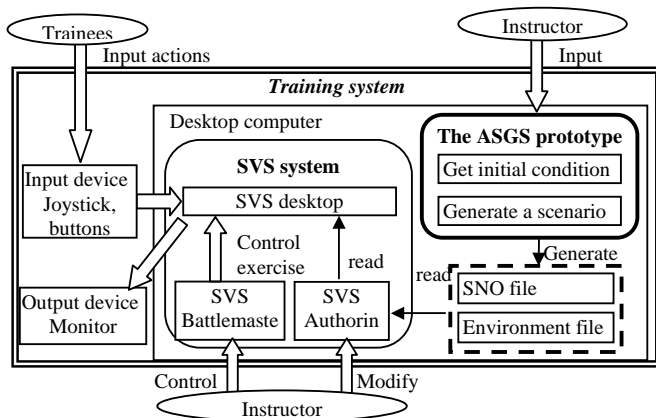 Trainees
Instructor
Input actions
Input
Training system
Desktop computer
The ASGS prototype
SVS system
Get initial condition
Input device
Joystick,
buttons
SVS desktop
Generate a scenario
Control
exercise
read
Generate
read
SNO file
Output device
Monitor
SVS
Battlemaste
SVS
Authorin
Environment file
Control
Modify
Instructor